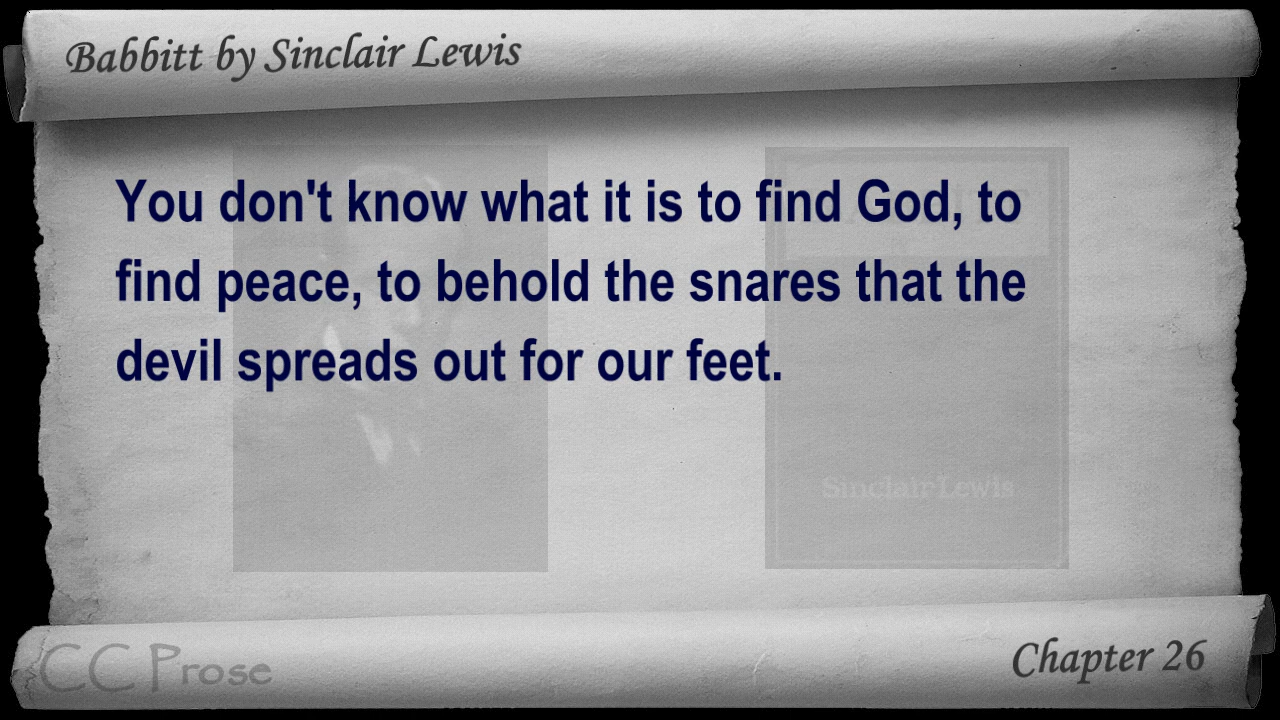 Babbitt by Sinclair Lewis
You don't know what it is to find God, to
find peace, to behold the snares that the
devil spreads out for our feet.
Sinclair Lewis
CC Prose
Chapter 26